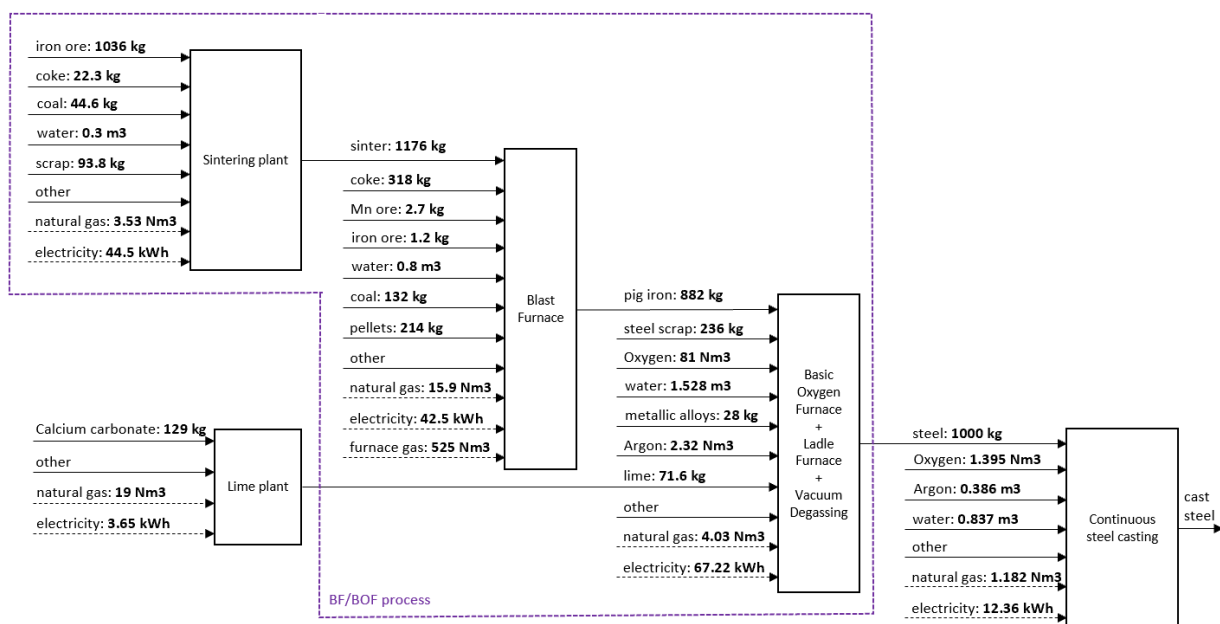 iron ore: 1036 kg
coke: 22.3 kg
coal: 44.6 kg
water: 0.3 m3
scrap: 93.8 kg
other
natural gas: 3.53 Nm3
electricity: 44.5 kWh
Sintering plant
sinter: 1176 kg
coke: 318 kg
Mn ore: 2.7 kg
iron ore: 1.2 kg
water: 0.8 m3
coal: 132 kg
pellets: 214 kg
other
natural gas: 15.9 Nm3
electricity: 42.5 kWh
furnace gas: 525 Nm3
Blast
Furnace
Calcium carbonate: 129 kg
other
natural gas: 19 Nm3
electricity: 3.65 kWh
Lime plant
pig iron: 882 kg
steel scrap: 236 kg
Oxygen: 81 Nm3
water: 1.528 m3
metallic alloys: 28 kg
Argon: 2.32 Nm3
lime: 71.6 kg
other
natural gas: 4.03 Nm3
electricity: 67.22 kWh
Basic
Oxygen
Furnace
+
Ladle
Furnace
+
Vacuum
Degassing
BF/BOF process
steel: 1000 kg
Oxygen: 1.395 Nm3
Argon: 0.386 m3
water: 0.837 m3
other
natural gas: 1.182 Nm3
electricity: 12.36 kWh
Continuous
steel casting
cast
steel